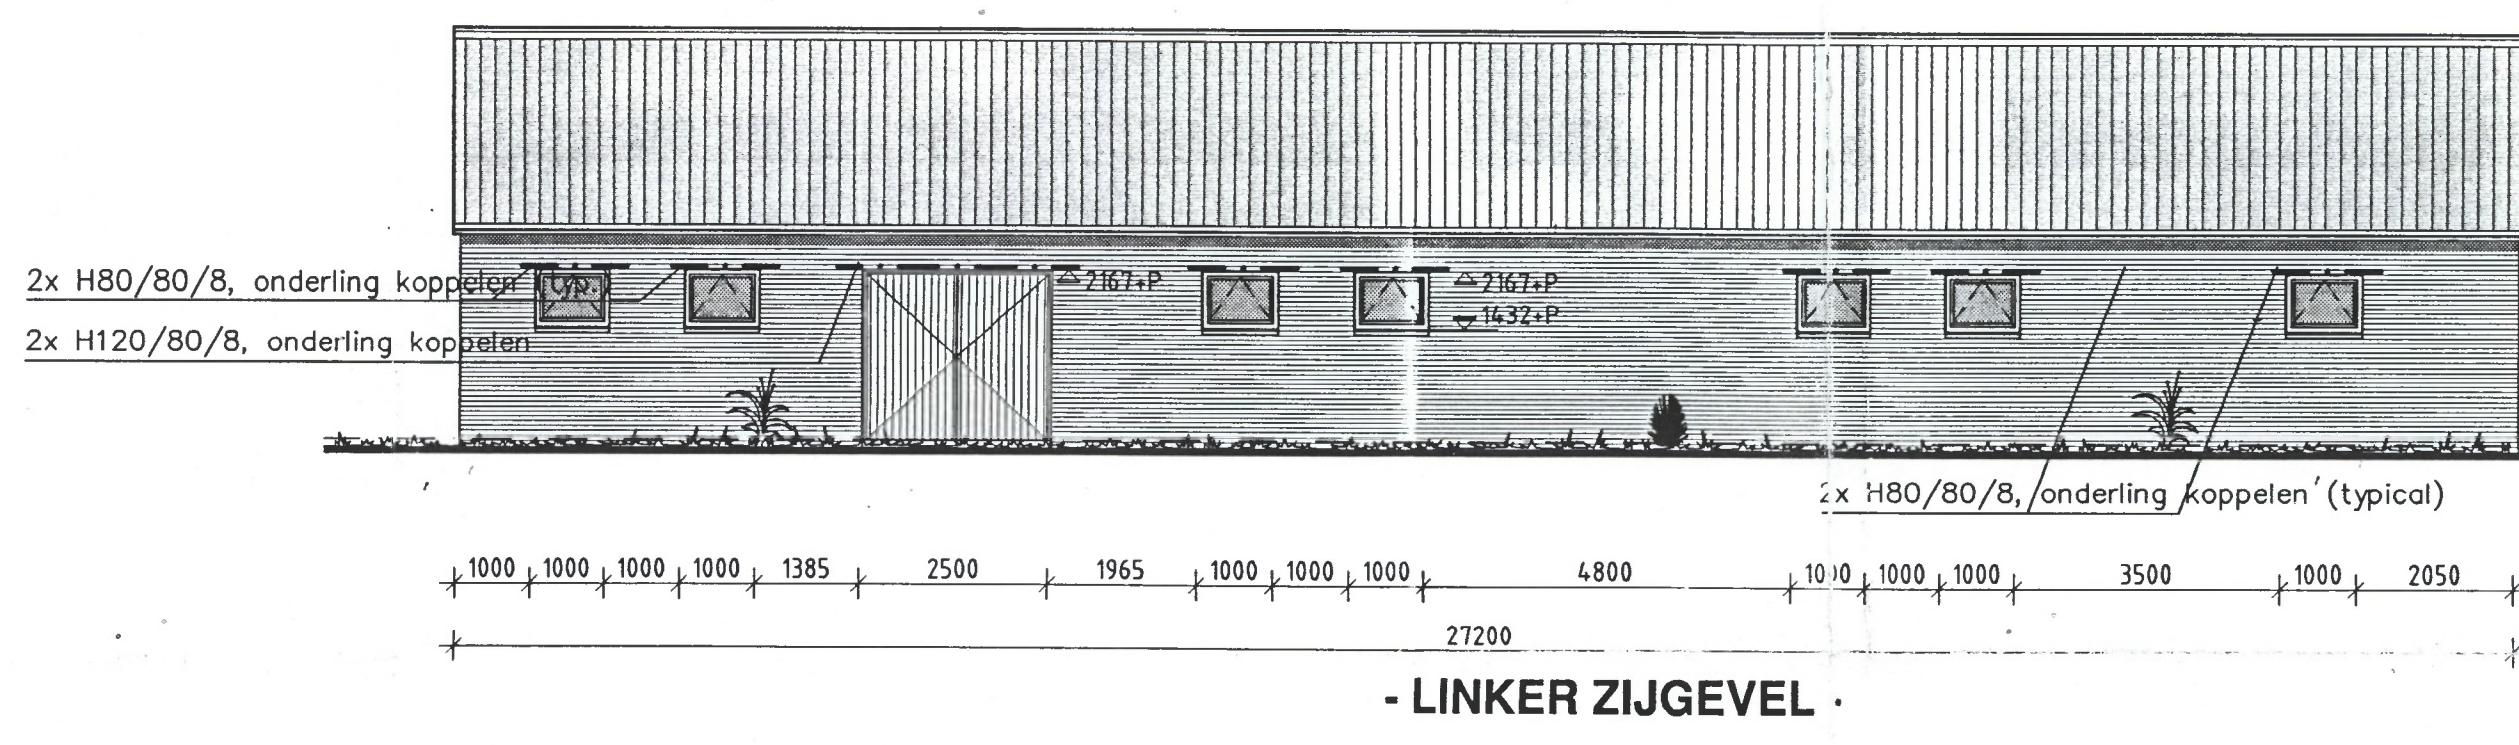 2x H80/80/8, onderling koppelen (typ.)
2167+P
2167+P
1432+P
2x H120/80/8, onderling koppelen
2x H80/80/8, onderling koppelen (typical)
1000 1000 1000 1000 1385 2500 1965 1000 1000 1000 4800 1000 1000 1000 3500 1000 2050
27200
- LINKER ZIJGEVEL -